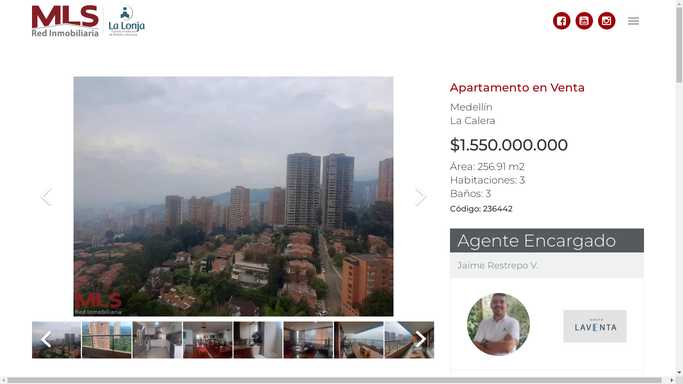 MLS
Red Inmobiliaria
La Lonja
Apartamento en Venta
Medellín
La Calera
$1.550.000.000
Área: 256.91 m2
Habitaciones: 3
Baños: 3
Código: 236442
Agente Encargado
Jaime Restrepo V.
MLS
Red Inmobiliaria
LAVENTA